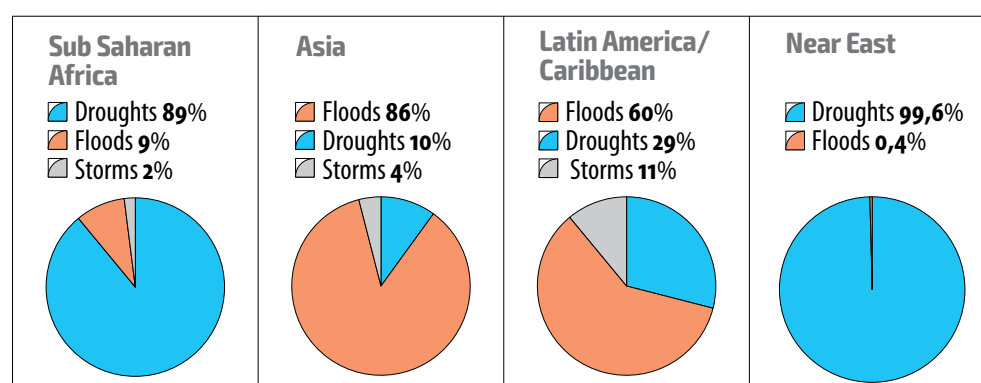 Sub Saharan
Africa
Droughts 89%
Floods 9%
Storms 2%
Asia
Floods 86%
Droughts 10%
Storms 4%
Latin America/
Caribbean
Floods 60%
Droughts 29%
Storms 11%
Near East
Droughts 99,6%
Floods 0,4%